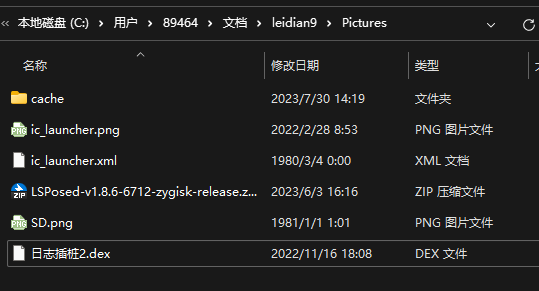 « 本地磁盘 (C:) › 用户 › 89464 › 文档 › leidian9 › Pictures
名称 修改日期 类型
cache 2023/7/30 14:19 文件夹
ic_launcher.png 2022/2/28 8:53 PNG 图片文件
ic_launcher.xml 1980/3/4 0:00 XML 文档
LSPosed-v1.8.6-6712-zygisk-release.z... 2023/6/3 16:16 ZIP 压缩文件
SD.png 1981/1/1 1:01 PNG 图片文件
日志插桩2.dex 2022/11/16 18:08 DEX 文件